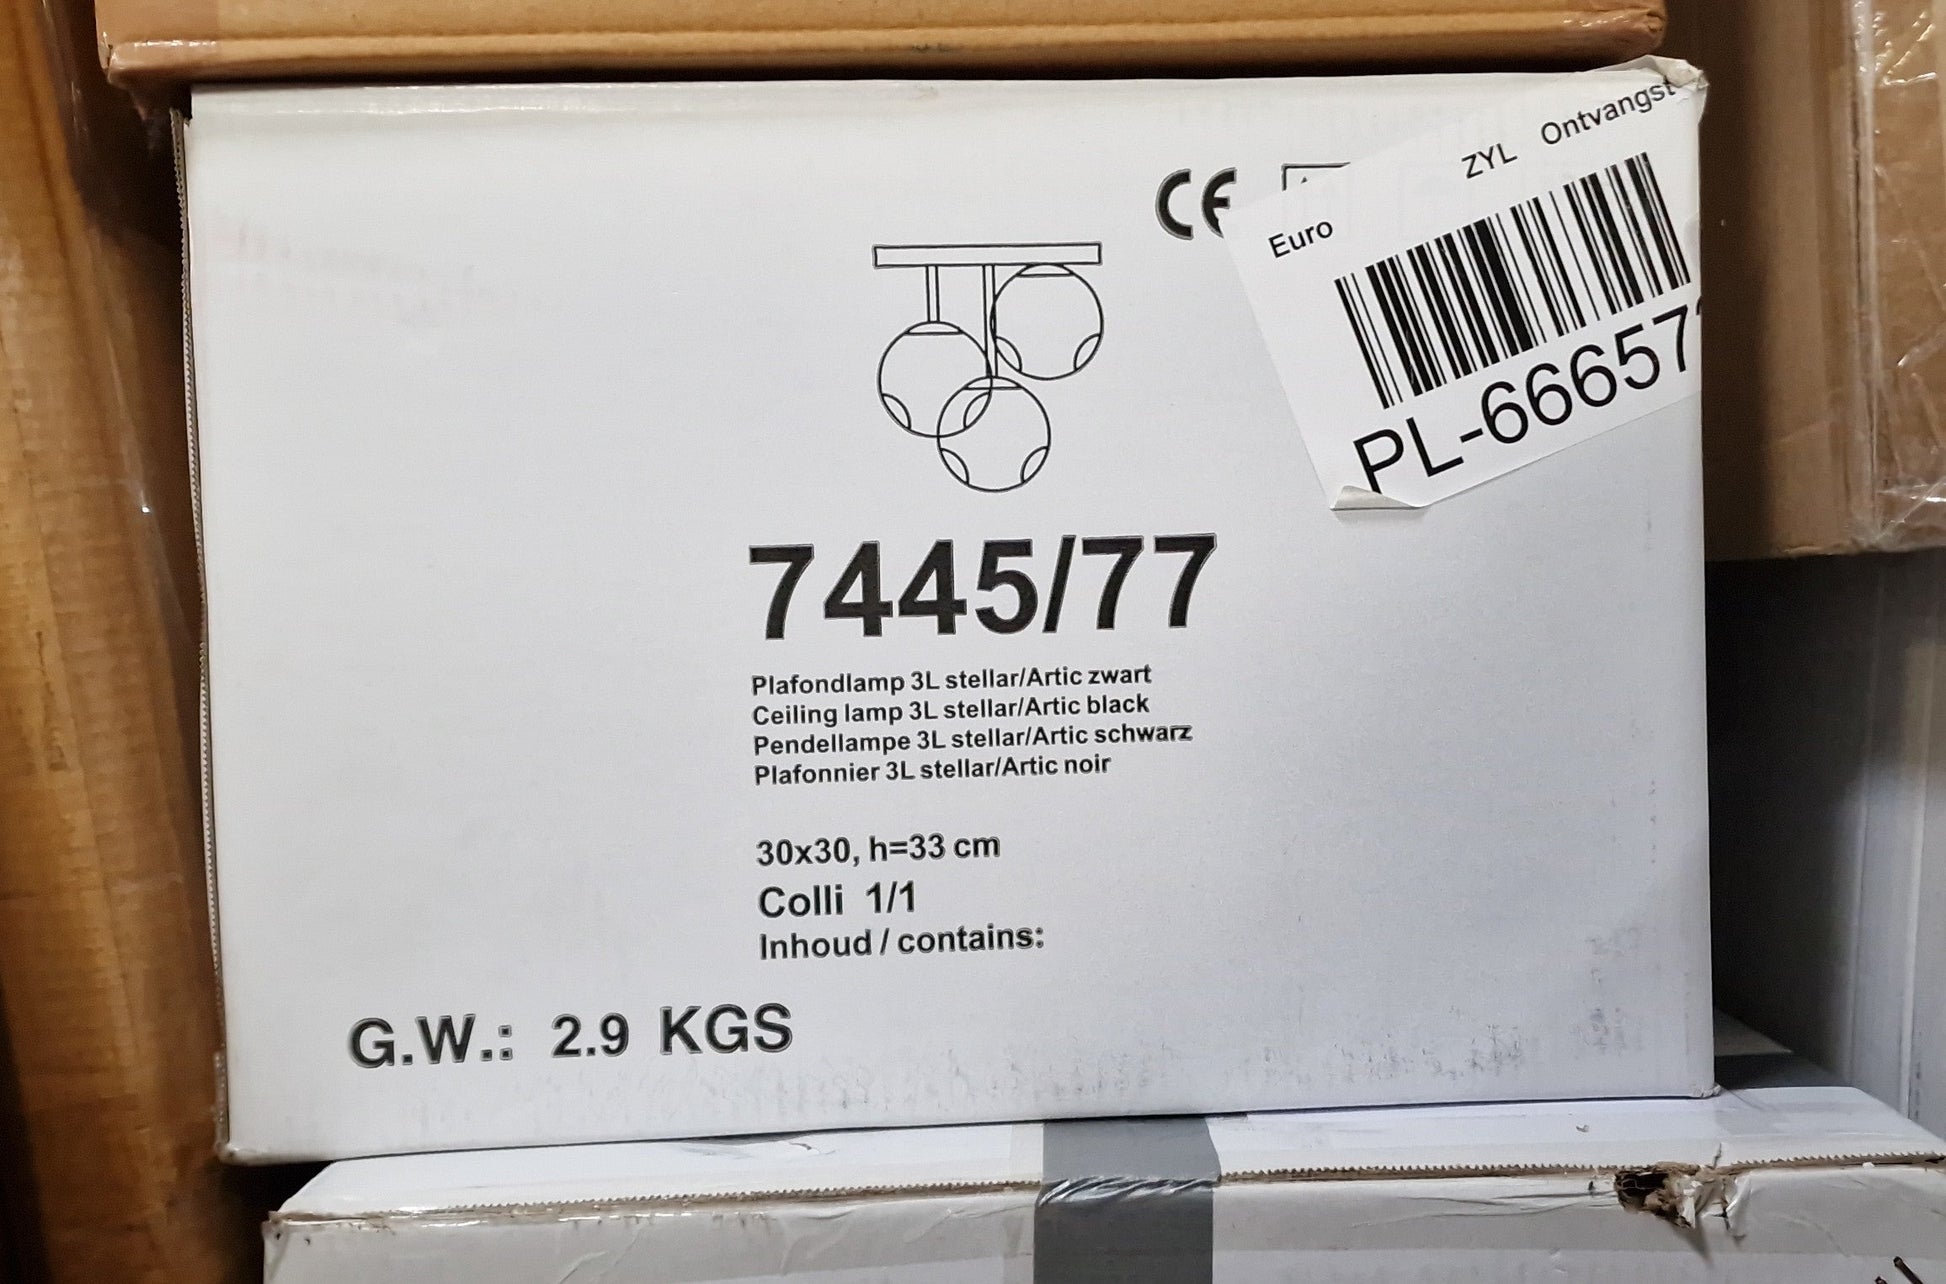 ZYL Ontvangst
Euro
CE
PL-66657
7445/77
Plafondlamp 3L stellar/Artic zwart
Ceiling lamp 3L stellar/Artic black
Pendellampe 3L stellar/Artic schwarz
Plafonnier 3L stellar/Artic noir
30x30, h=33 cm
Colli 1/1
Inhoud / contains:
G.W.: 2.9 KGS